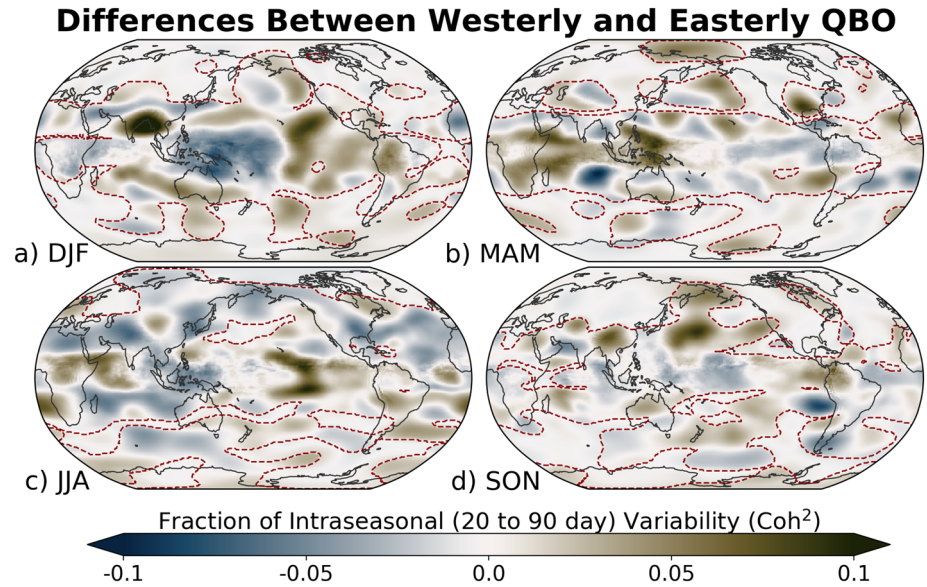 Differences Between Westerly and Easterly QBO
a) DJF
b) MAM
c) JJA
d) SON
Fraction of Intraseasonal (20 to 90 day) Variability (Coh²)
-0.1 -0.05 0.0 0.05 0.1